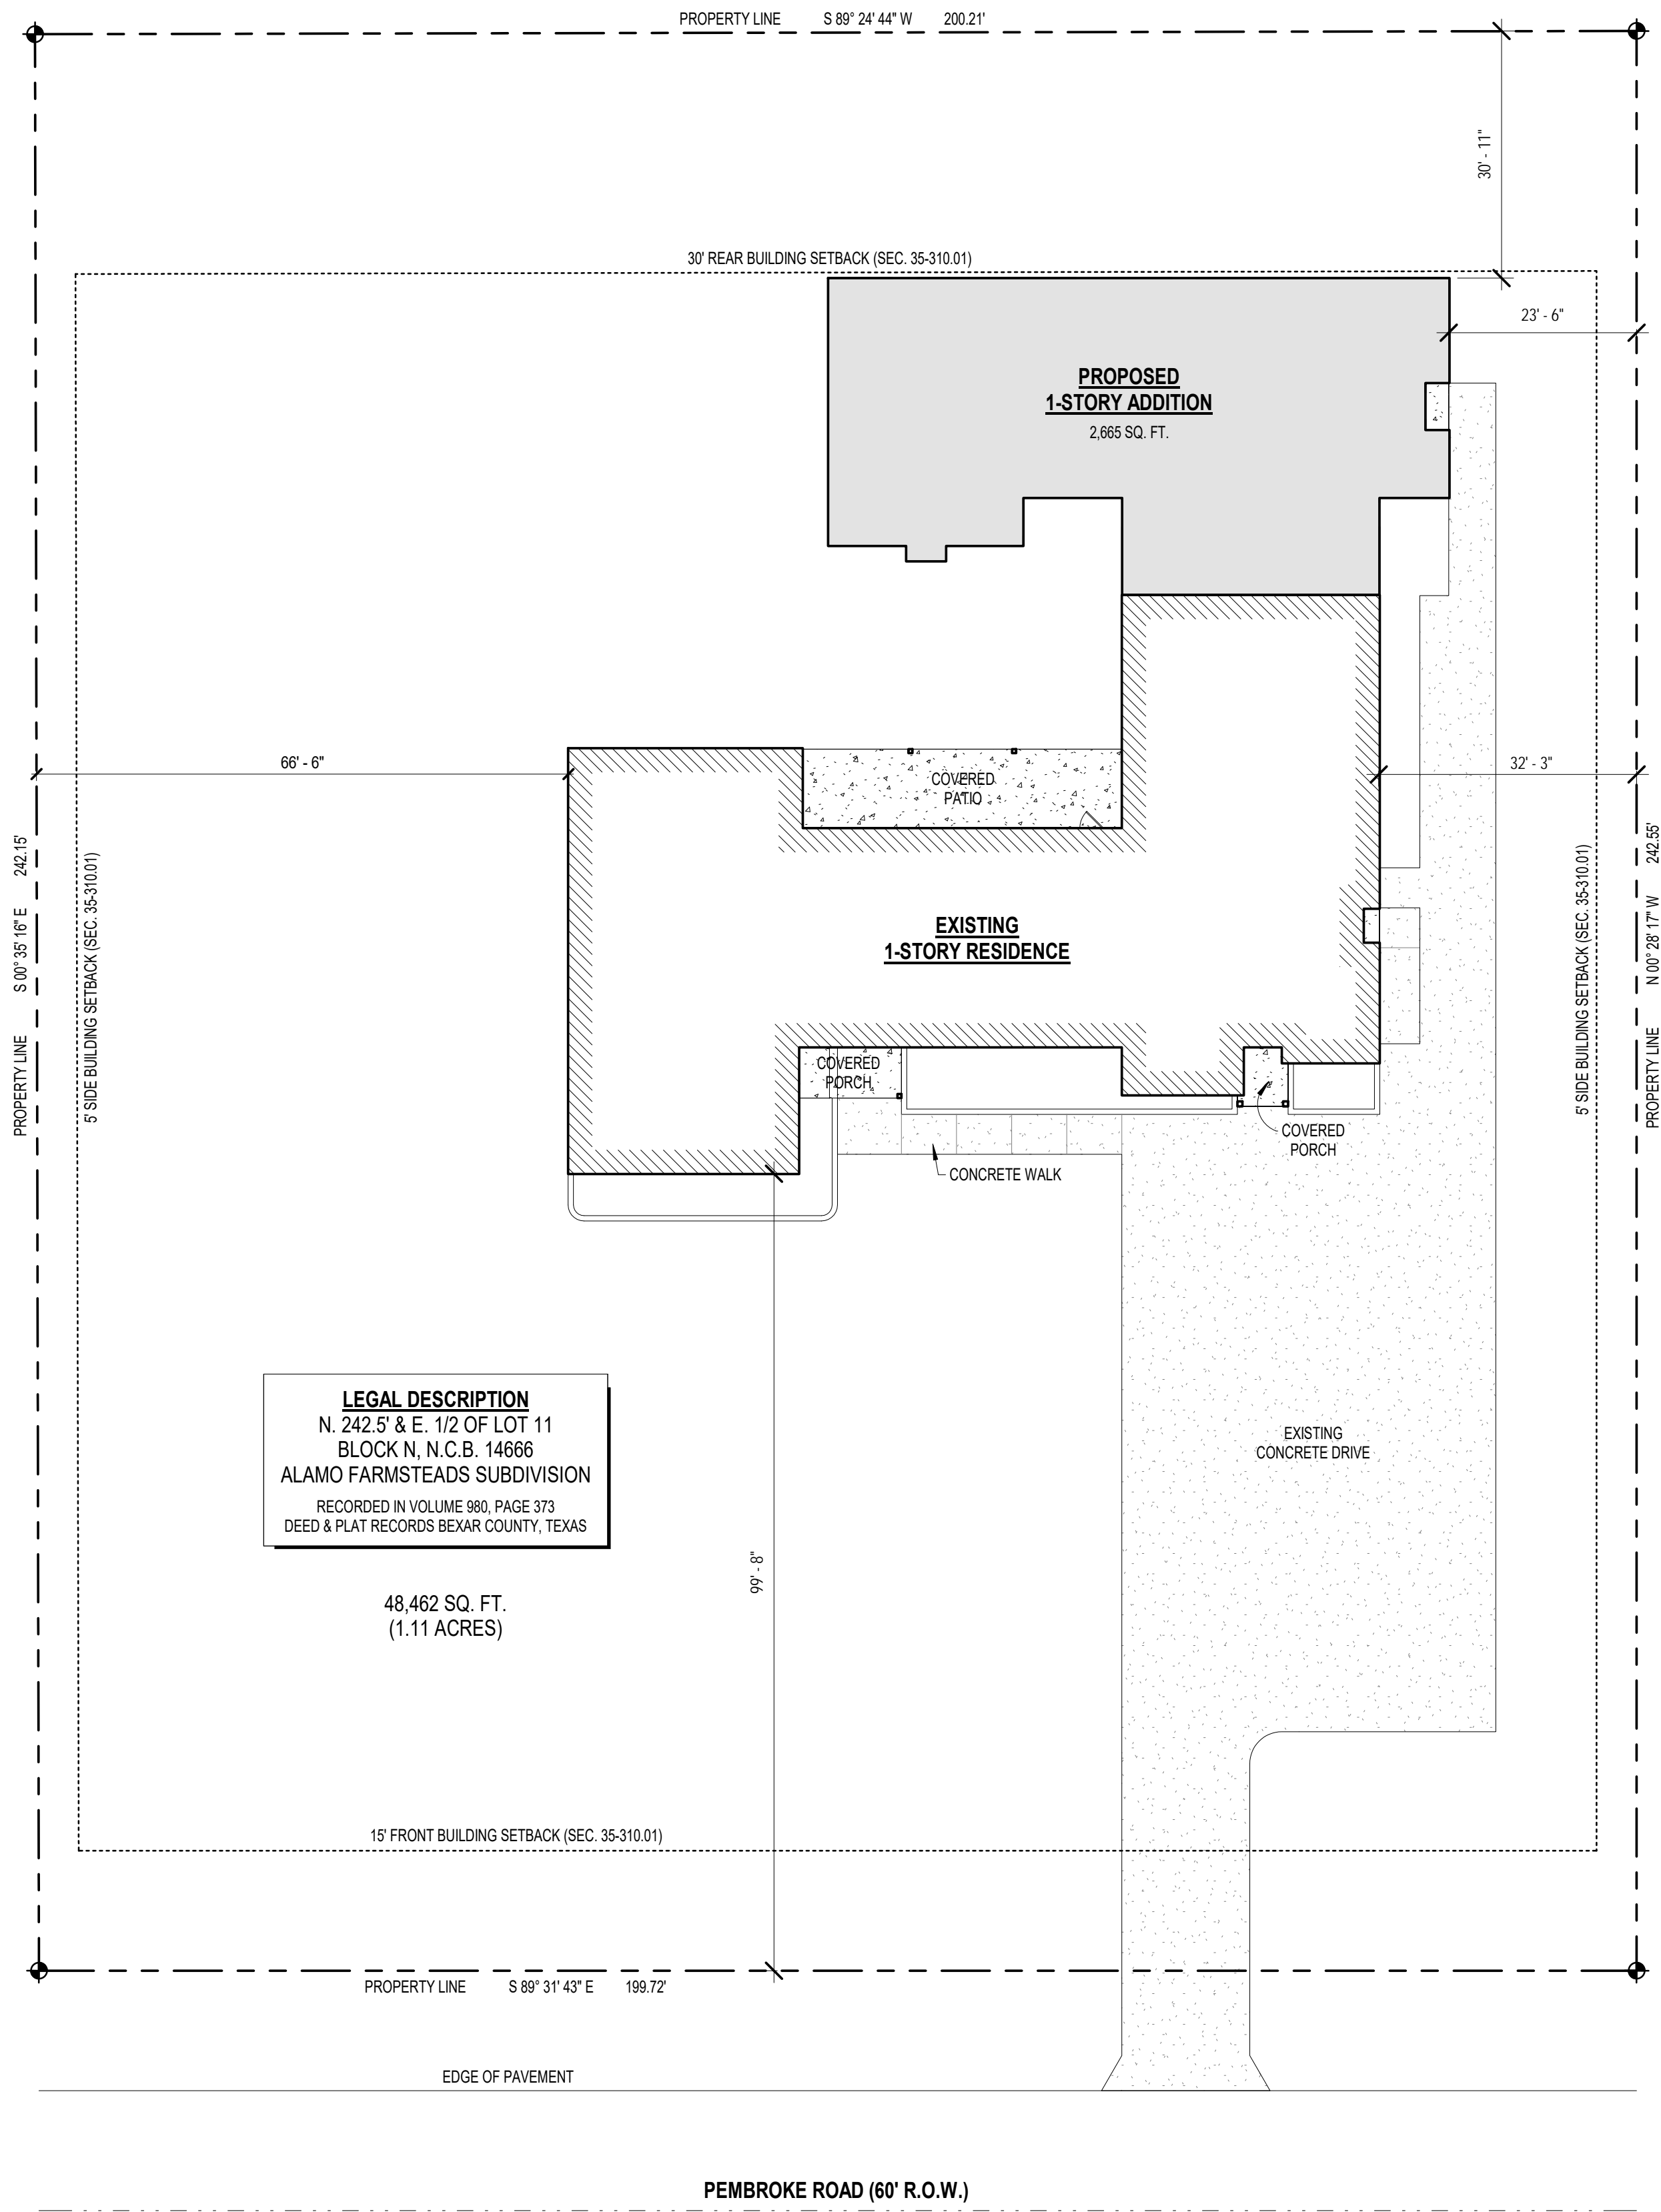 PROPERTY LINE S 89° 24' 44" W 200.21'
30' - 11"
30' REAR BUILDING SETBACK (SEC. 35-310.01)
23' - 6"
PROPOSED
1-STORY ADDITION
2,665 SQ. FT.
66' - 6"
COVERED
PATIO
32' - 3"
PROPERTY LINE S 00° 35' 16" E 242.15'
5' SIDE BUILDING SETBACK (SEC. 35-310.01)
EXISTING
1-STORY RESIDENCE
5' SIDE BUILDING SETBACK (SEC. 35-310.01)
PROPERTY LINE N 00° 28' 17" W 242.55'
COVERED
PORCH
COVERED
PORCH
CONCRETE WALK
LEGAL DESCRIPTION
N. 242.5' & E. 1/2 OF LOT 11
BLOCK N, N.C.B. 14666
ALAMO FARMSTEADS SUBDIVISION
RECORDED IN VOLUME 980, PAGE 373
DEED & PLAT RECORDS BEXAR COUNTY, TEXAS
EXISTING
CONCRETE DRIVE
99' - 8"
48,462 SQ. FT.
(1.11 ACRES)
15' FRONT BUILDING SETBACK (SEC. 35-310.01)
PROPERTY LINE S 89° 31' 43" E 199.72'
EDGE OF PAVEMENT
PEMBROKE ROAD (60' R.O.W.)